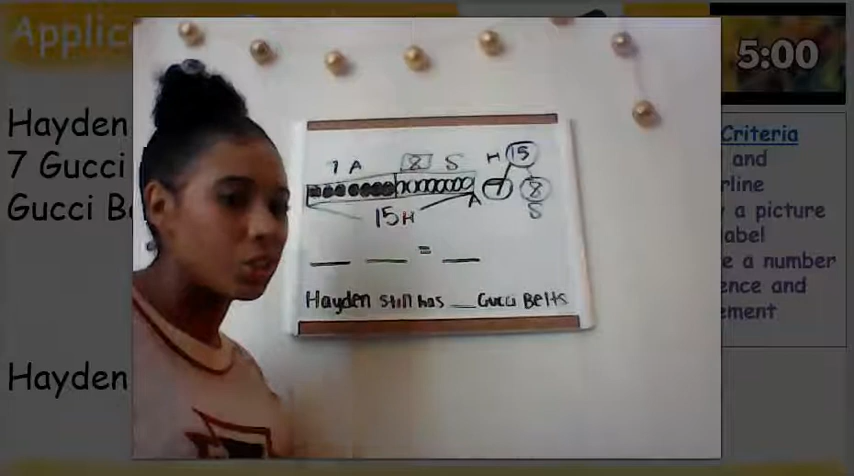 Applic
5:00
Hayden
7 Gucci
Gucci B
Hayden
Criteria
and
rline
a picture
abel
e a number
ence and
ement
7 A 8 S
15 H
H 15
A 7 8
S
=
Hayden still has __ Gucci Belts